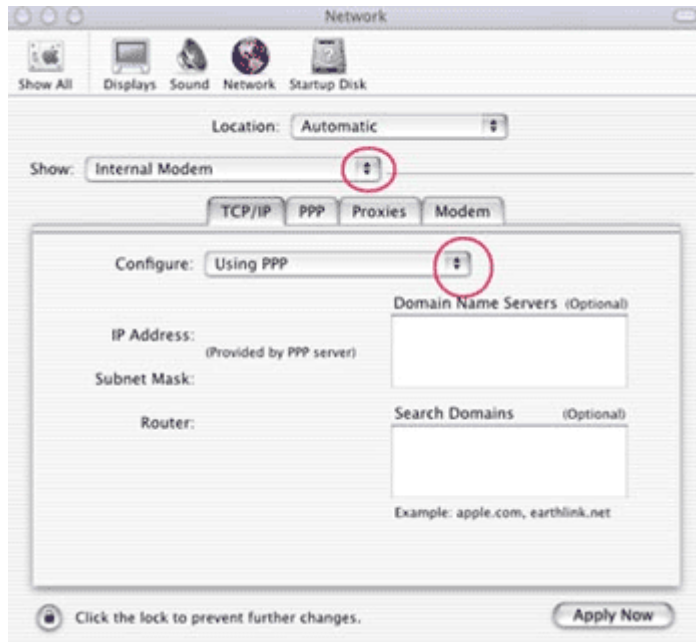 Network
Show All Displays Sound Network Startup Disk
Location: Automatic
Show: Internal Modem
TCP/IP PPP Proxies Modem
Configure: Using PPP
Domain Name Servers (Optional)
IP Address:
(Provided by PPP server)
Subnet Mask:
Search Domains (Optional)
Router:
Example: apple.com, earthlink.net
Click the lock to prevent further changes. Apply Now